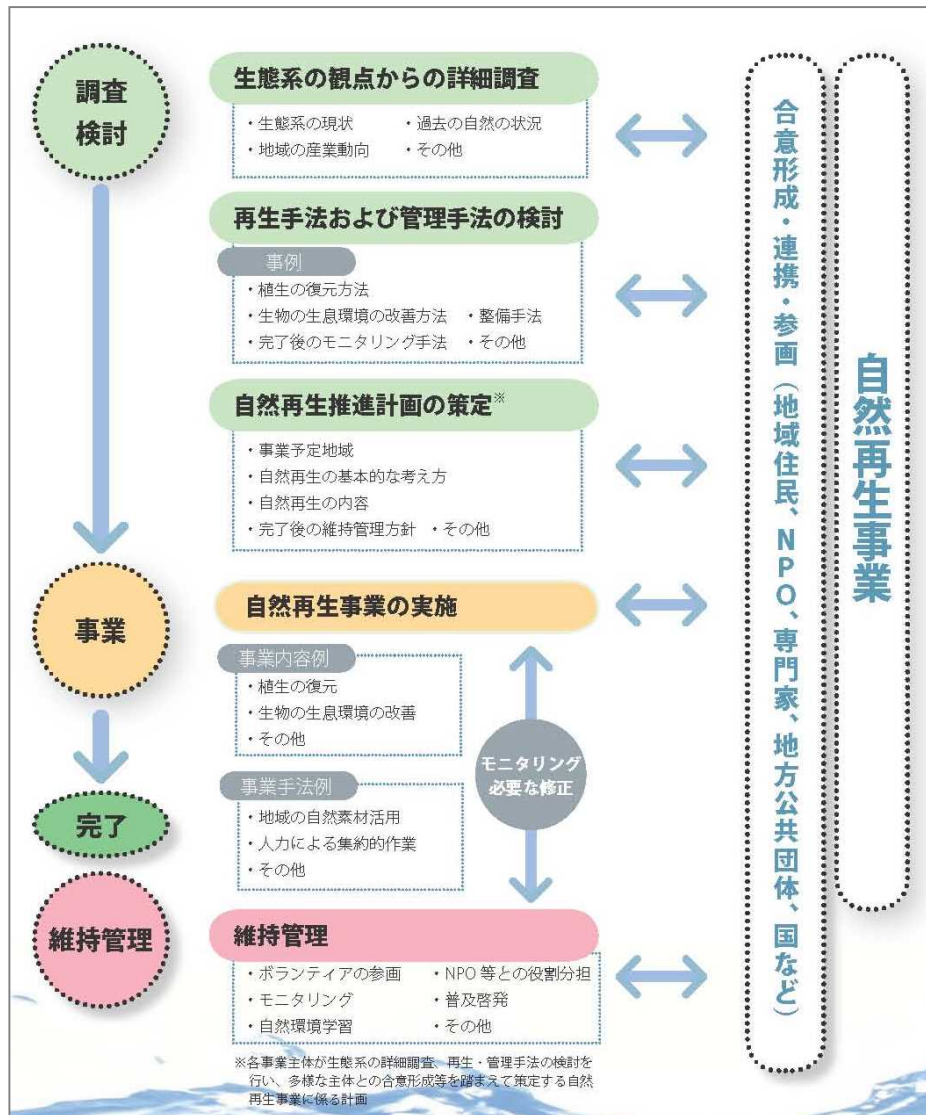 調査
検討
生態系の観点からの詳細調査
・生態系の現状 ・過去の自然の状況
・地域の産業動向 ・その他
再生手法および管理手法の検討
事例
・植生の復元方法
・生物の生息環境の改善方法 ・整備手法
・完了後のモニタリング手法 ・その他
自然再生推進計画の策定※
・事業予定地域
・自然再生の基本的な考え方
・自然再生の内容
・完了後の維持管理方針 ・その他
事業
自然再生事業の実施
事業内容例
・植生の復元
・生物の生息環境の改善
・その他
モニタリング
必要な修正
事業手法例
・地域の自然素材活用
・人力による集約的作業
・その他
完了
維持管理
維持管理
・ボランティアの参画 ・NPO等との役割分担
・モニタリング ・普及啓発
・自然環境学習 ・その他
※各事業主体が生態系の詳細調査、再生・管理手法の検討を
行い、多様な主体との合意形成等を踏まえて策定する自然
再生事業に係る計画
合意形成・連携・参画（地域住民、NPO、専門家、地方公共団体、国など）
自然再生事業